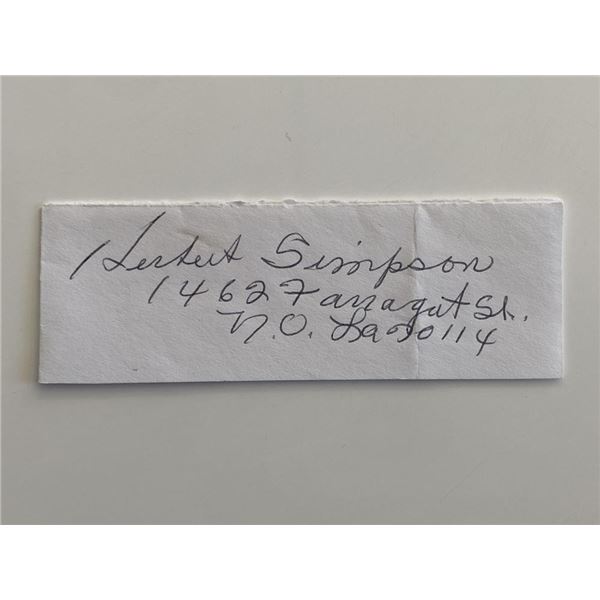 Herbert Simpson
1462 Farragut St.
N.O. La 70114